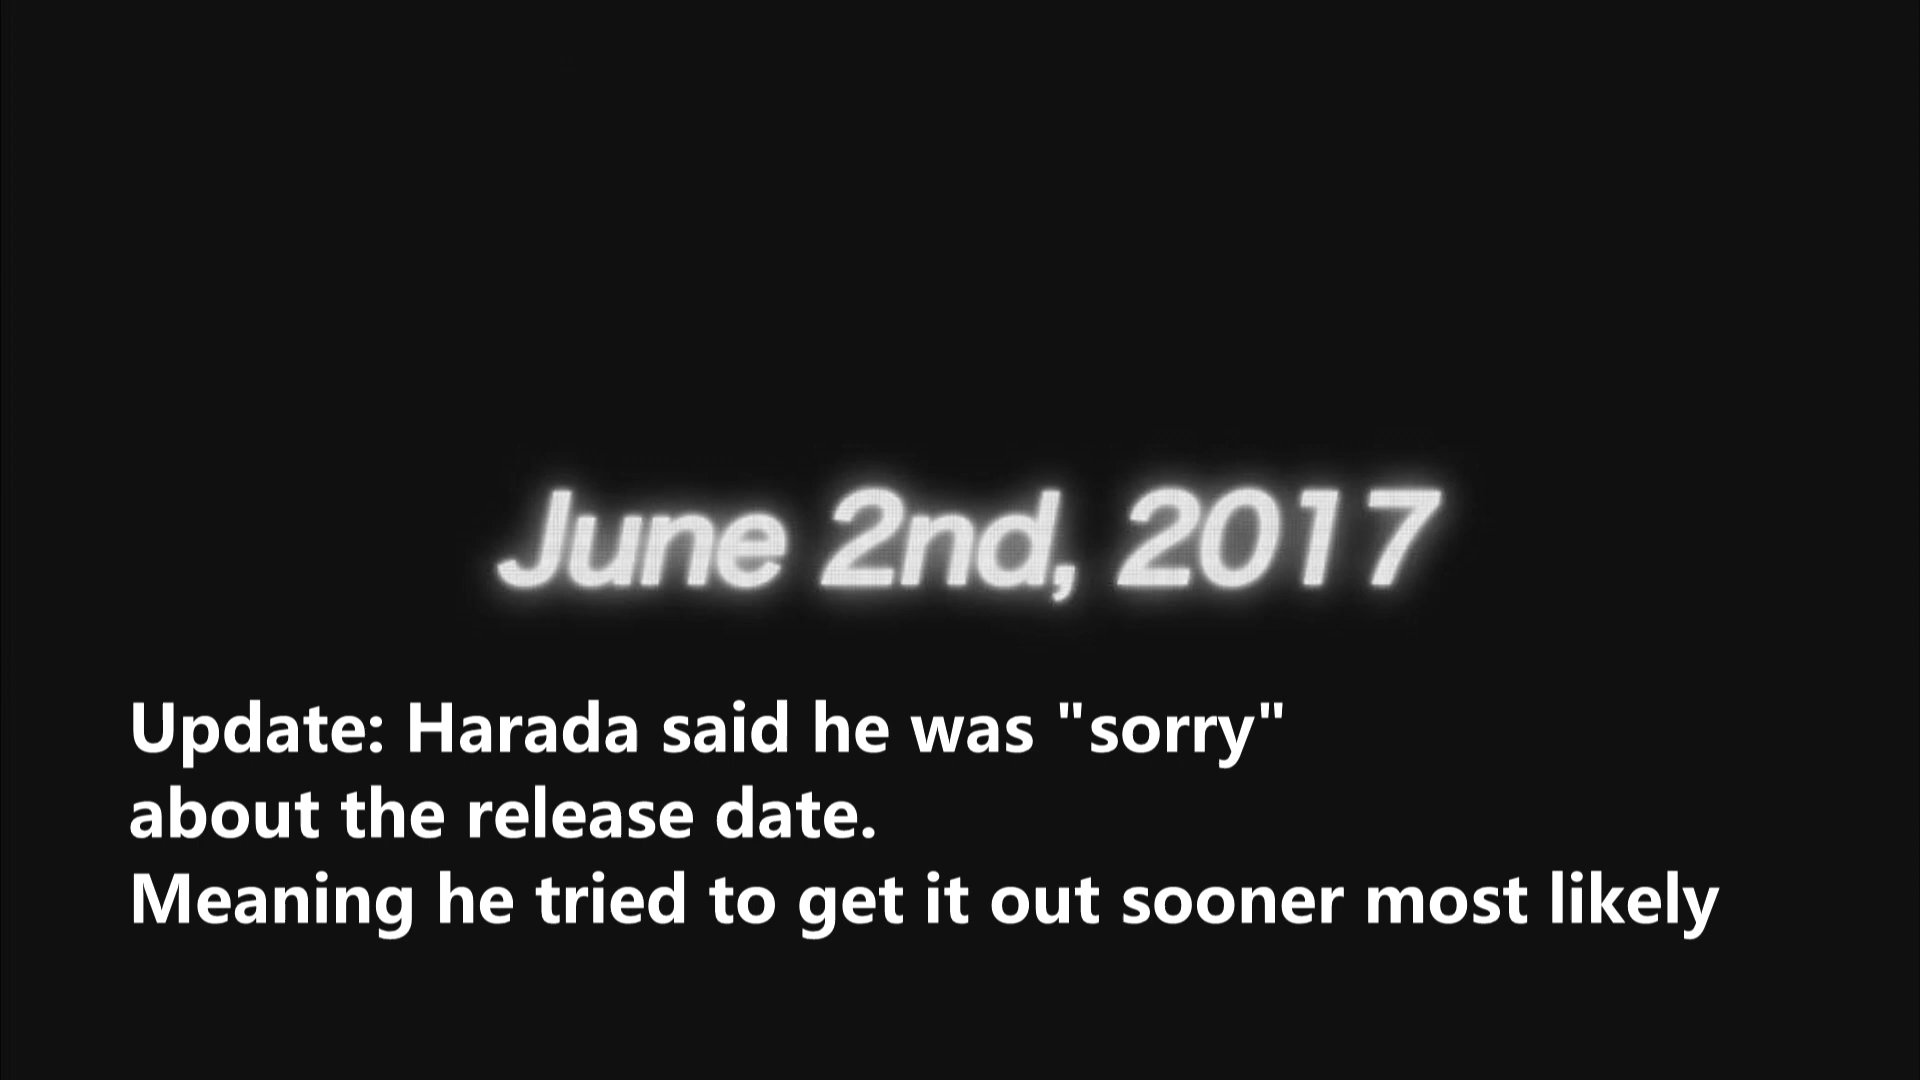 June 2nd, 2017
Update: Harada said he was "sorry"
about the release date.
Meaning he tried to get it out sooner most likely